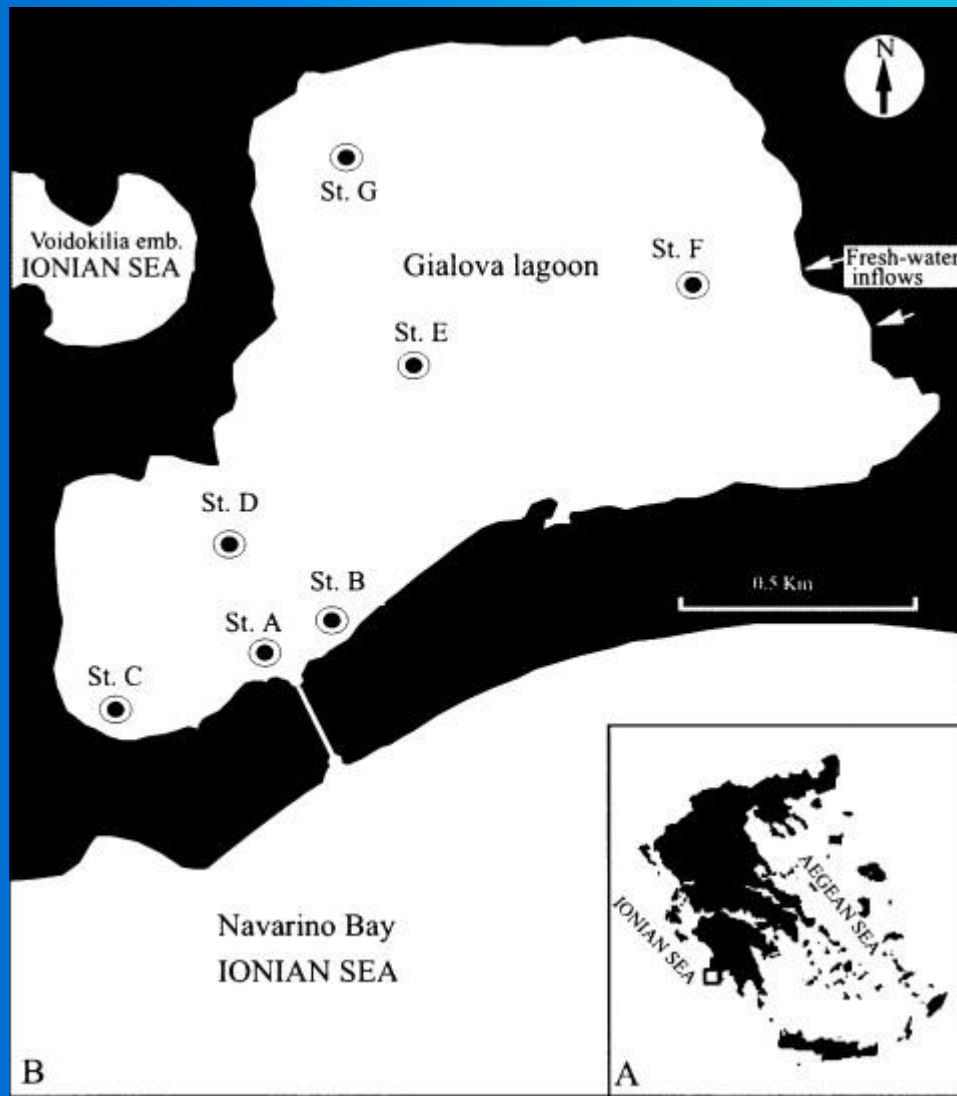 N
St. G
Voidokilia emb.
IONIAN SEA
Gialova lagoon
St. F
Fresh-water
inflows
St. E
St. D
St. B
0.5 Km
St. A
St. C
Navarino Bay
IONIAN SEA
B
IONIAN SEA
AEGEAN SEA
A